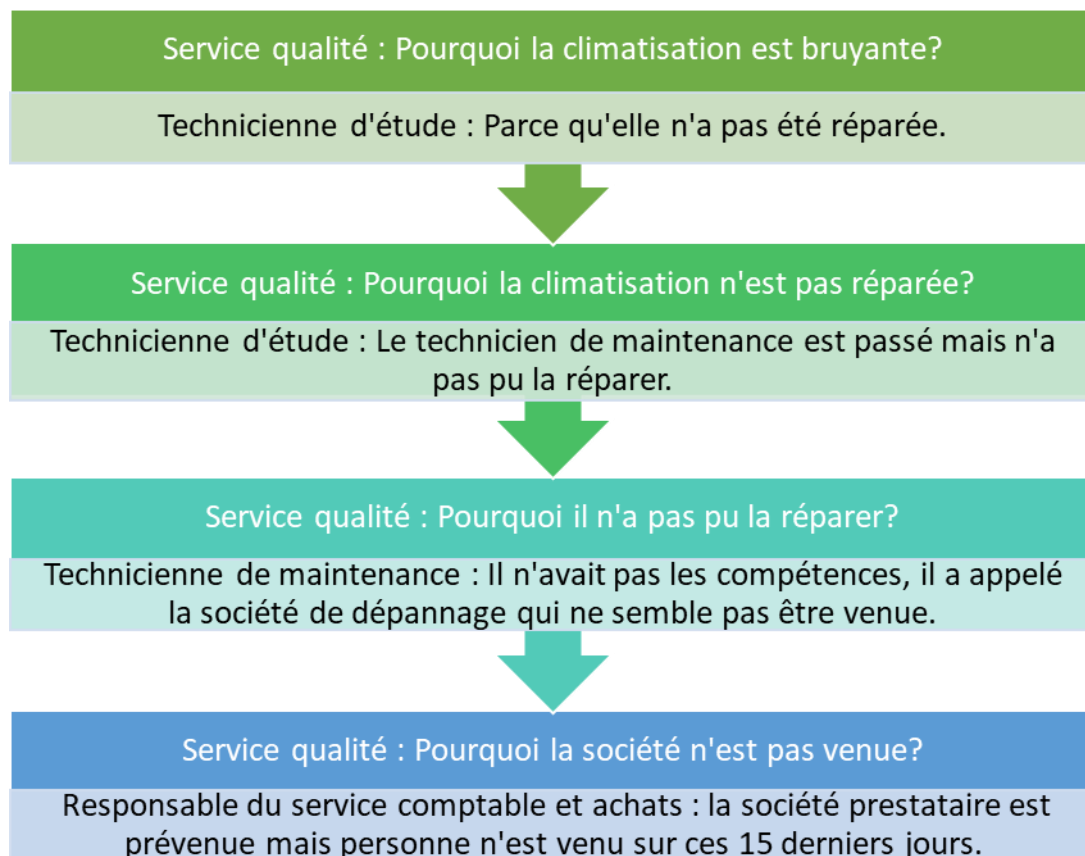 Service qualité : Pourquoi la climatisation est bruyante?
Technicienne d'étude : Parce qu'elle n'a pas été réparée.
Service qualité : Pourquoi la climatisation n'est pas réparée?
Technicienne d'étude : Le technicien de maintenance est passé mais n'a
pas pu la réparer.
Service qualité : Pourquoi il n'a pas pu la réparer?
Technicienne de maintenance : Il n'avait pas les compétences, il a appelé
la société de dépannage qui ne semble pas être venue.
Service qualité : Pourquoi la société n'est pas venue?
Responsable du service comptable et achats : la société prestataire est
prévenue mais personne n'est venu sur ces 15 derniers jours.